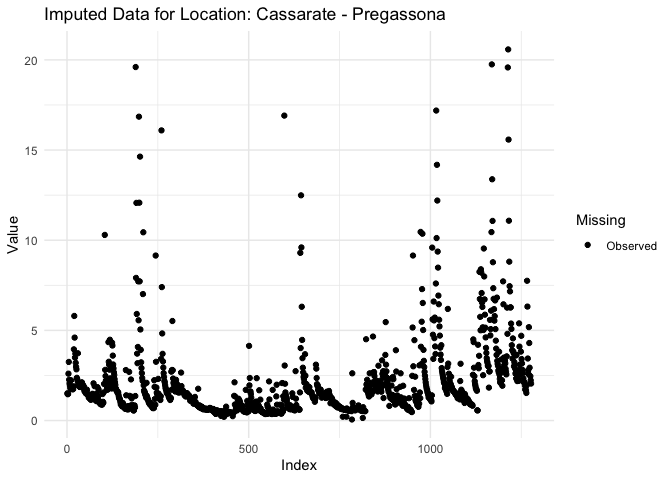 Imputed Data for Location: Cassarate - Pregassona
20
15
10
5
0
Value
0
500
1000
Index
Missing
Observed